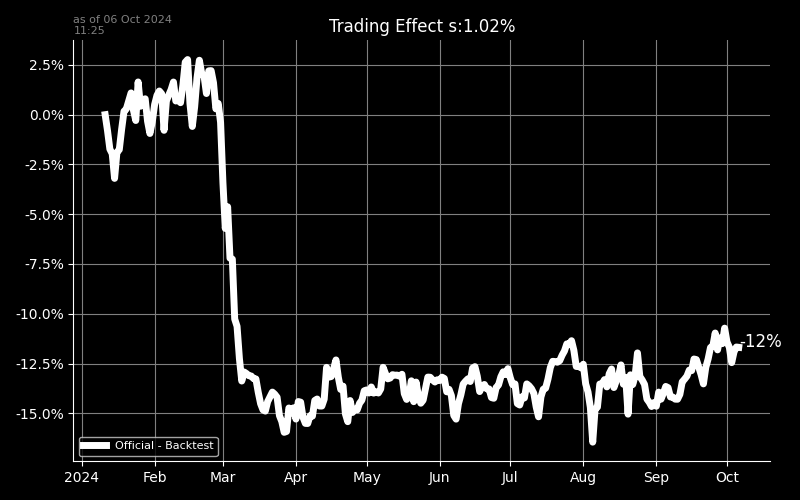 as of 06 Oct 2024
11:25
Trading Effect s:1.02%
2.5%
0.0%
-2.5%
-5.0%
-7.5%
-10.0%
-12.5%
-15.0%
-12%
Official - Backtest
2024 Feb Mar Apr May Jun Jul Aug Sep Oct